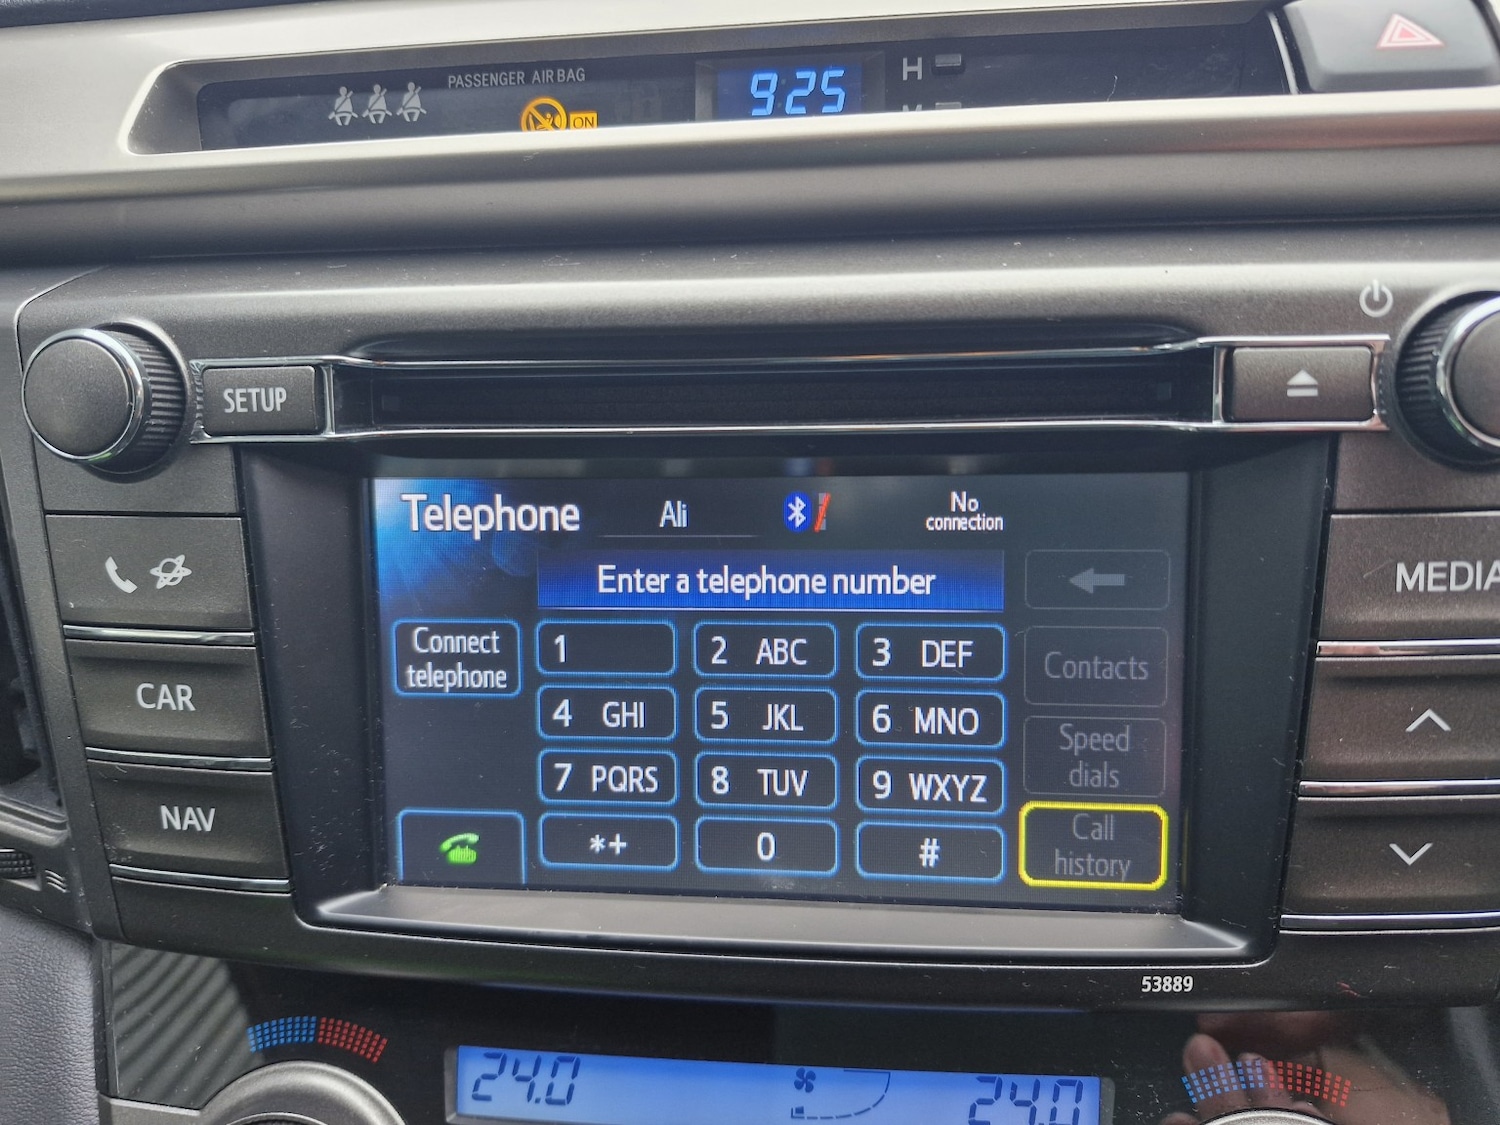 PASSENGER AIR BAG
ON
9:25
H
SETUP
Telephone
Ali
No
connection
Enter a telephone number
MEDIA
Connect
telephone
1
2 ABC
3 DEF
Contacts
CAR
4 GHI
5 JKL
6 MNO
Speed
dials
7 PQRS
8 TUV
9 WXYZ
NAV
*+
0
#
Call
history
53889
24.0
24.0